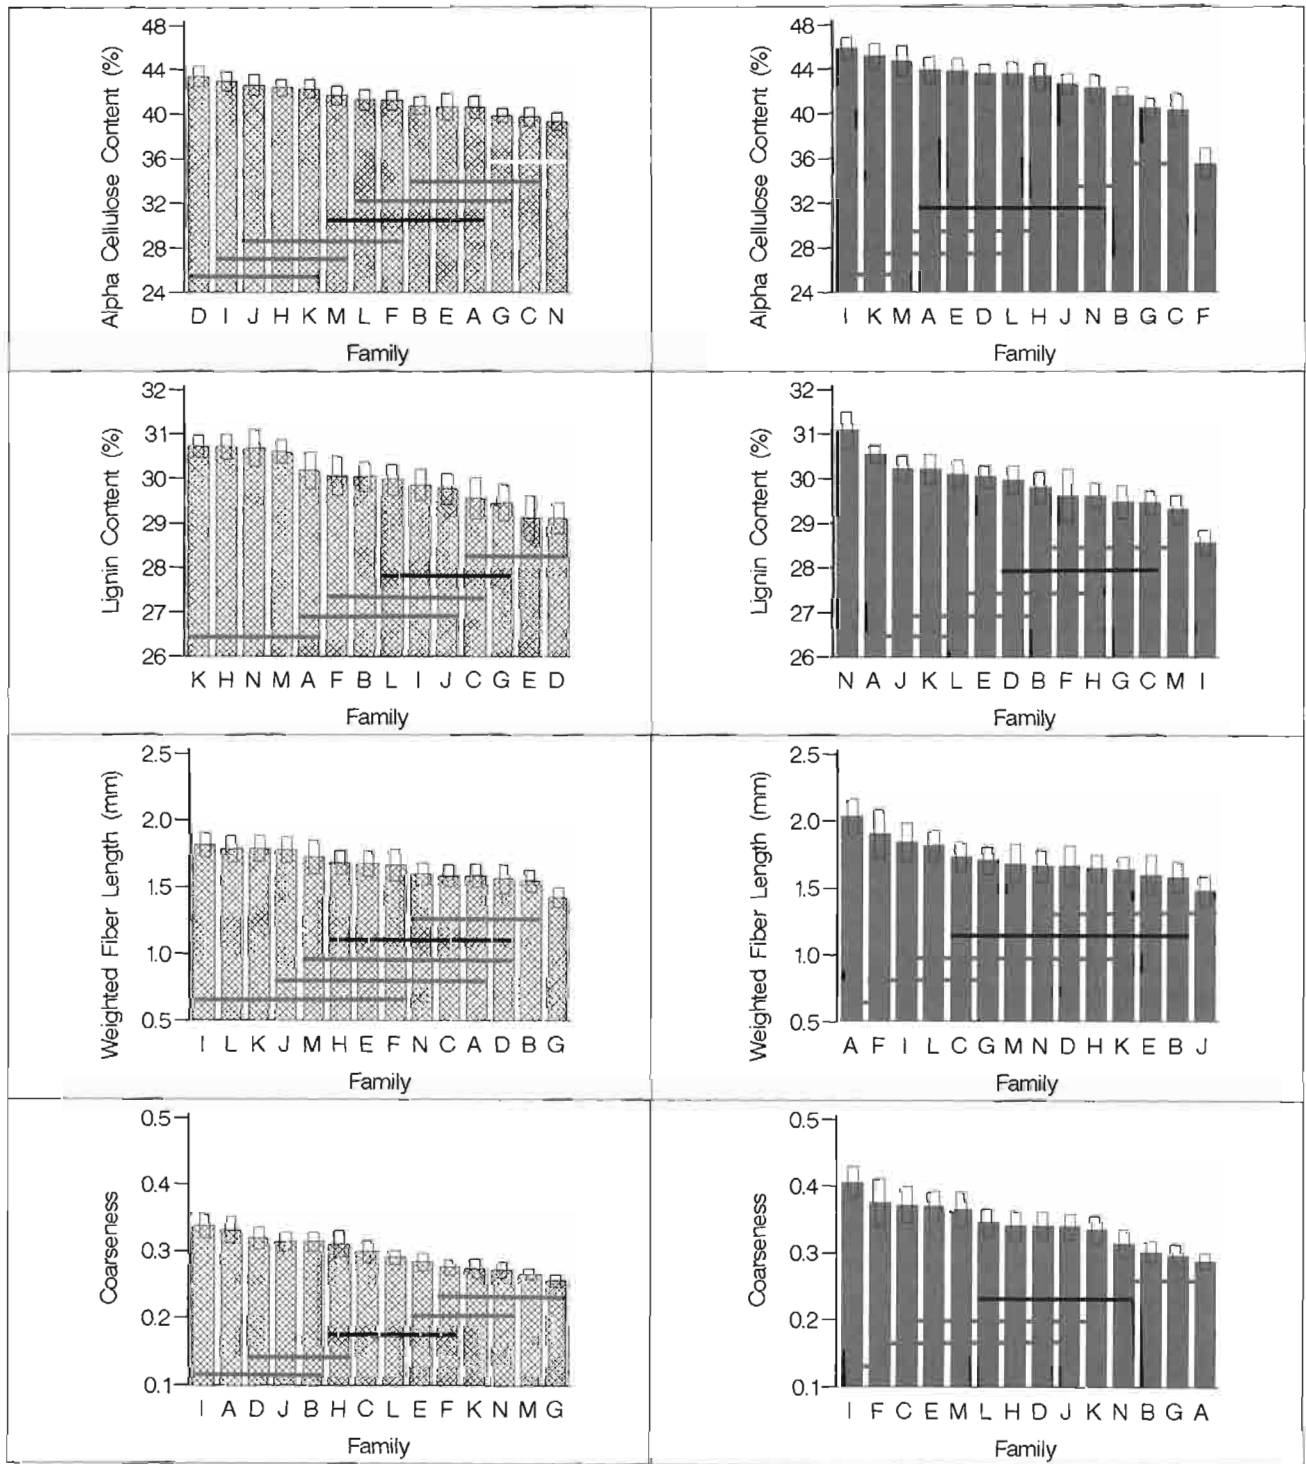 Alpha Cellulose Content (%)
48
44
40
36
32
28
24
D I J H K M L F B E A G C N
Family
Alpha Cellulose Content (%)
48
44
40
36
32
28
24
I K M A E D L H J N B G C F
Family
Lignin Content (%)
32
31
30
29
28
27
26
K H N M A F B L I J C G E D
Family
Lignin Content (%)
32
31
30
29
28
27
26
N A J K L E D B F H G C M I
Family
Weighted Fiber Length (mm)
2.5
2.0
1.5
1.0
0.5
I L K J M H E F N C A D B G
Family
Weighted Fiber Length (mm)
2.5
2.0
1.5
1.0
0.5
A F I L C G M N D H K E B J
Family
Coarseness
0.5
0.4
0.3
0.2
0.1
I A D J B H C L E F K N M G
Family
Coarseness
0.5
0.4
0.3
0.2
0.1
I F C E M L H D J K N B G A
Family